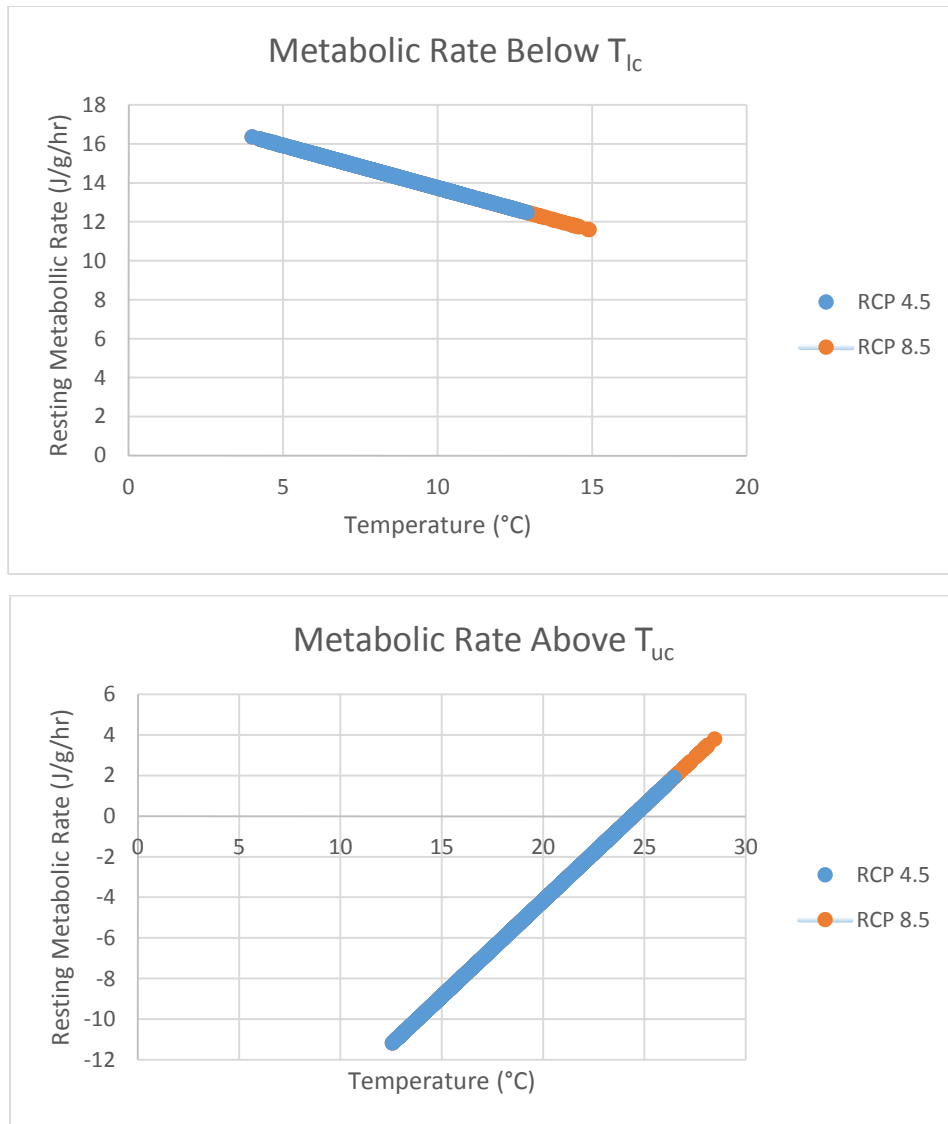 Metabolic Rate Below Tlc
Resting Metabollic Rate (J/g/hr)
18
16
14
12
10
8
6
4
2
0
0 5 10 15 20
Temperature (°C)
RCP 4.5
RCP 8.5
Metabolic Rate Above Tuc
Resting Metabolic Rate (J/g/hr)
6
4
2
0
-2
-4
-6
-8
-10
-12
0 5 10 15 20 25 30
Temperature (°C)
RCP 4.5
RCP 8.5